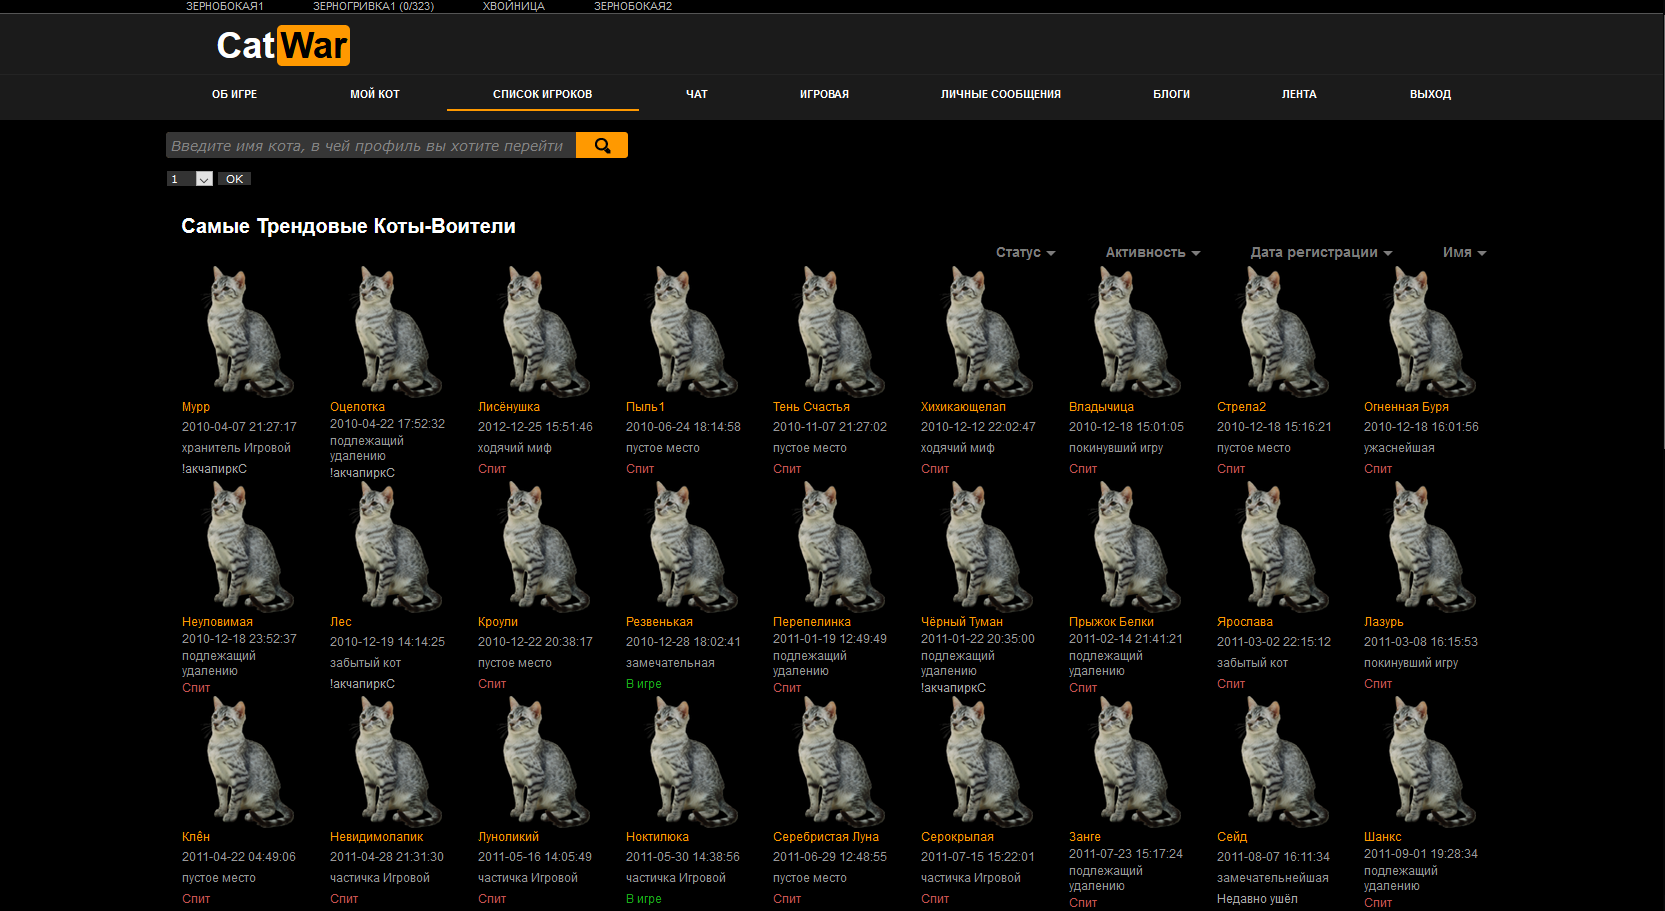 ЗЕРНОБОКАЯ1 ЗЕРНОГРИВКА1 (0/323) ХВОЙНИЦА ЗЕРНОБОКАЯ2
CatWar
ОБ ИГРЕ МОЙ КОТ СПИСОК ИГРОКОВ ЧАТ ИГРОВАЯ ЛИЧНЫЕ СООБЩЕНИЯ БЛОГИ ЛЕНТА ВЫХОД
Введите имя кота, в чей профиль вы хотите перейти
1 OK
Самые Трендовые Коты-Воители
Статус Активность Дата регистрации Имя
Мурр Оцелотка Лисёнушка Пыль1 Тень Счастья Хихикающелап Владычица Стрела2 Огненная Буря
2010-04-07 21:27:17 2010-04-22 17:52:32 2012-12-25 15:51:46 2010-06-24 18:14:58 2010-11-07 21:27:02 2010-12-12 22:02:47 2010-12-18 15:01:05 2010-12-18 15:16:21 2010-12-18 16:01:56
хранитель Игровой подлежащий удалению ходячий миф пустое место пустое место ходячий миф покинувший игру пустое место ужаснейшая
!акчапиркС !акчапиркС Спит Спит Спит Спит Спит Спит Спит
Неуловимая Лес Кроули Резвенькая Перепелинка Чёрный Туман Прыжок Белки Ярослава Лазурь
2010-12-18 23:52:37 2010-12-19 14:14:25 2010-12-22 20:38:17 2010-12-28 18:02:41 2011-01-19 12:49:49 2011-01-22 20:35:00 2011-02-14 21:41:21 2011-03-02 22:15:12 2011-03-08 16:15:53
подлежащий удалению забытый кот пустое место замечательная подлежащий удалению подлежащий удалению подлежащий удалению забытый кот покинувший игру
Спит !акчапиркС Спит В игре Спит !акчапиркС Спит Спит Спит
Клён Невидимолапик Луноликий Ноктилюка Серебристая Луна Серокрылая Занге Сейд Шанкс
2011-04-22 04:49:06 2011-04-28 21:31:30 2011-05-16 14:05:49 2011-05-30 14:38:56 2011-06-29 12:48:55 2011-07-15 15:22:01 2011-07-23 15:17:24 2011-08-07 16:11:34 2011-09-01 19:28:34
пустое место частичка Игровой частичка Игровой частичка Игровой пустое место частичка Игровой подлежащий удалению замечательнейшая подлежащий удалению
Спит Спит Спит В игре Спит Спит Спит Недавно ушёл Спит